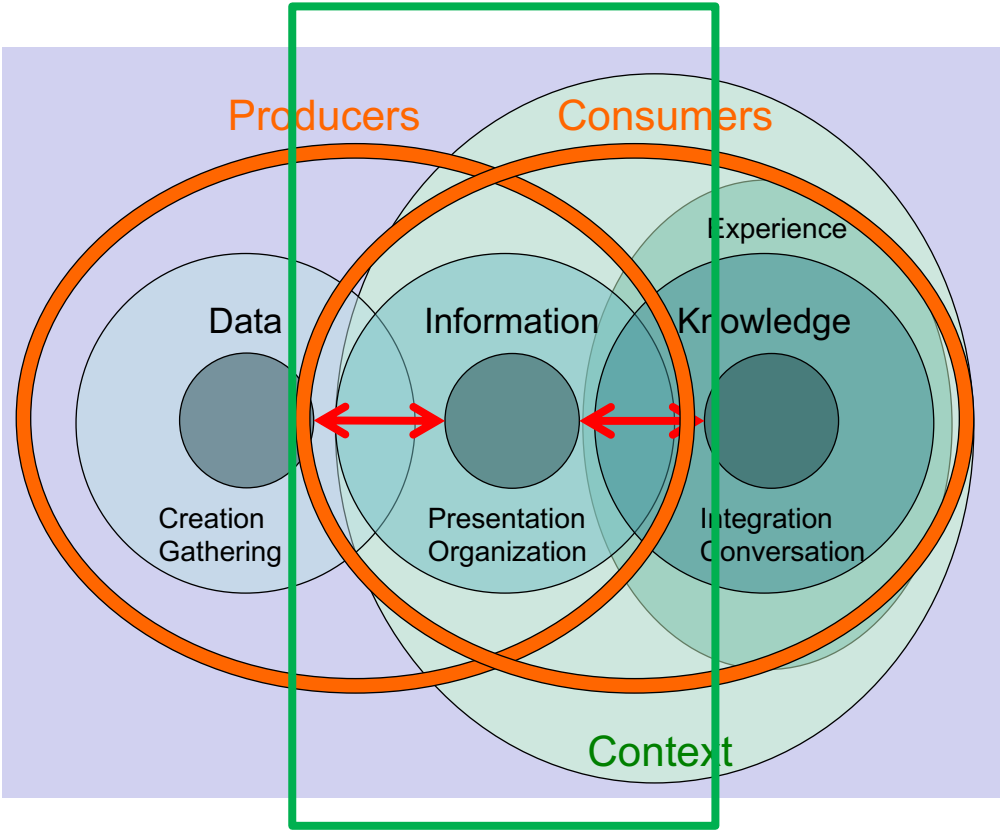 Producers
Consumers
Experience
Data
Information
Knowledge
Creation
Gathering
Presentation
Organization
Integration
Conversation
Context